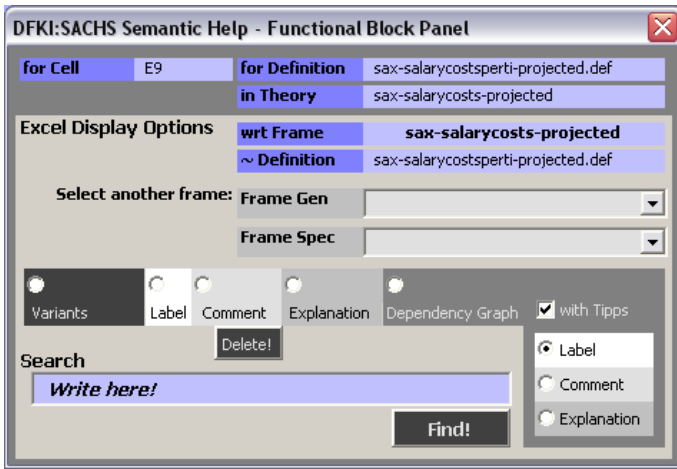 DFKI:SACHS Semantic Help - Functional Block Panel
for Cell E9 for Definition sax-salarycostsperti-projected.def
in Theory sax-salarycosts-projected
Excel Display Options wrt Frame sax-salarycosts-projected
~ Definition sax-salarycostsperti-projected.def
Select another frame: Frame Gen
Frame Spec
Variants Label Comment Explanation Dependency Graph with Tipps
Delete!
Label
Search
Comment
Write here!
Explanation
Find!